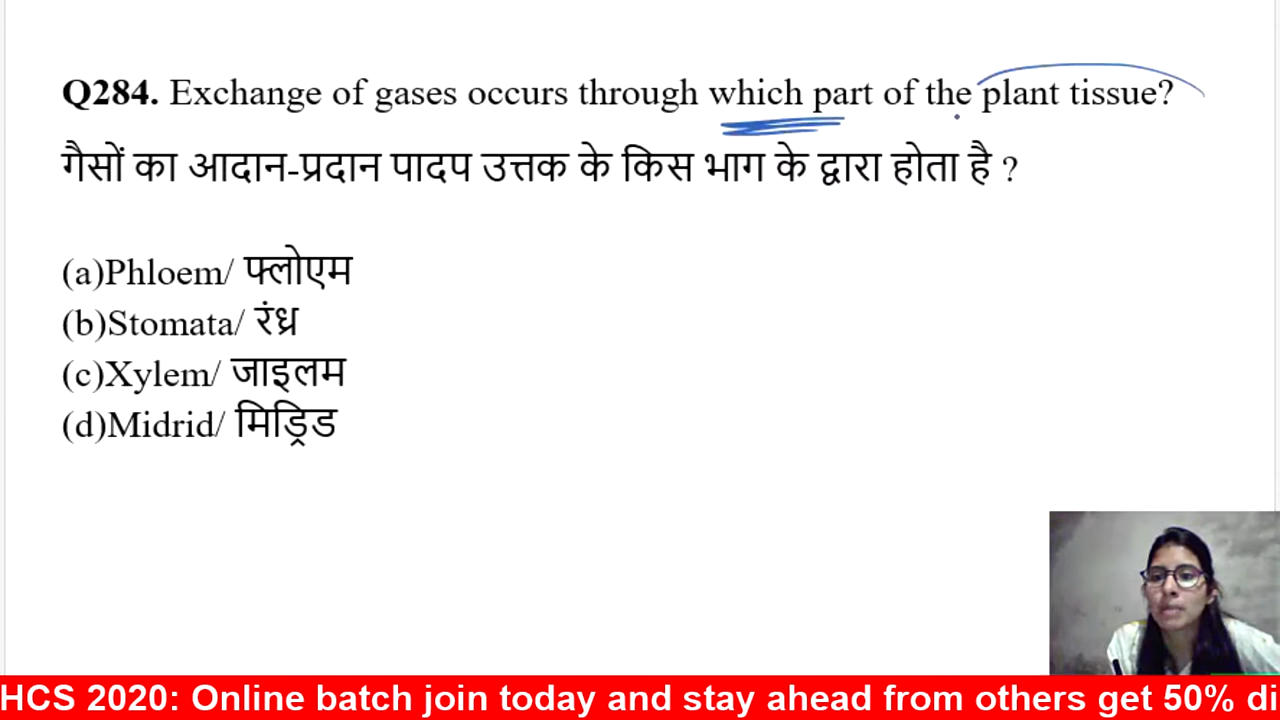 Q284. Exchange of gases occurs through which part of the plant tissue?
गैसों का आदान-प्रदान पादप उत्तक के किस भाग के द्वारा होता है ?
(a)Phloem/ फ्लोएम
(b)Stomata/ रंध्र
(c)Xylem/ जाइलम
(d)Midrid/ मिड्रिड
HCS 2020: Online batch join today and stay ahead from others get 50% di